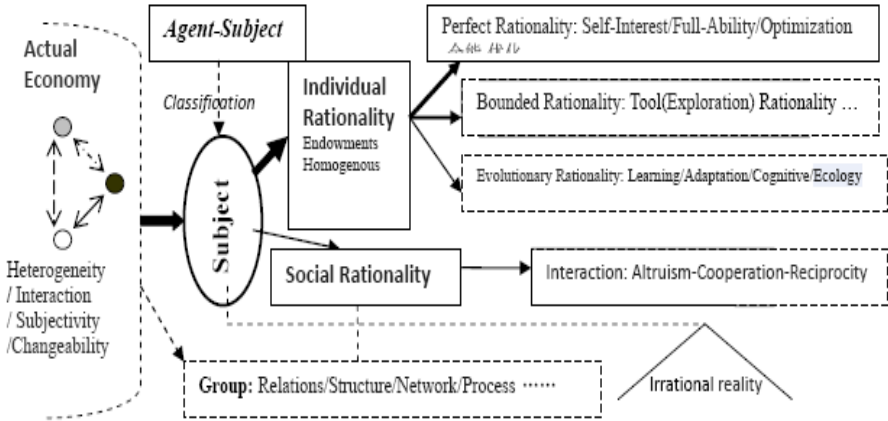 Actual
Economy
Heterogeneity
/ Interaction
/ Subjectivity
/Changeability
Agent-Subject
Classification
Subject
Individual
Rationality
Endowments
Homogenous
Social Rationality
Perfect Rationality: Self-Interest/Full-Ability/Optimization
Bounded Rationality: Tool(Exploration) Rationality ...
Evolutionary Rationality: Learning/Adaptation/Cognitive/Ecology
Interaction: Altruism-Cooperation-Reciprocity
Group: Relations/Structure/Network/Process ⋯⋯
Irrational reality